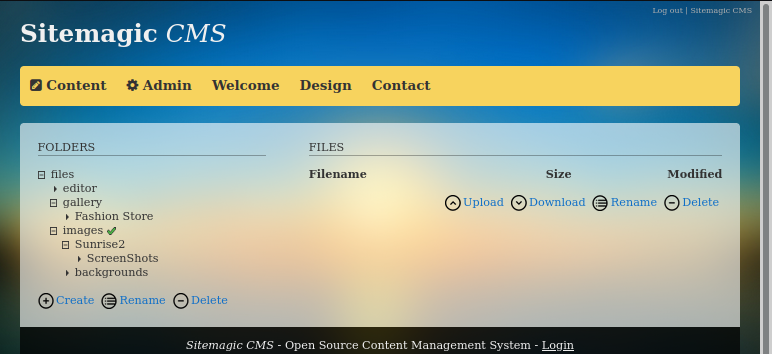 Log out | Sitemagic CMS
Sitemagic CMS
Content Admin Welcome Design Contact
FOLDERS
files
editor
gallery
Fashion Store
images
Sunrise2
ScreenShots
backgrounds
Create Rename Delete
FILES
Filename Size Modified
Upload Download Rename Delete
Sitemagic CMS - Open Source Content Management System - Login